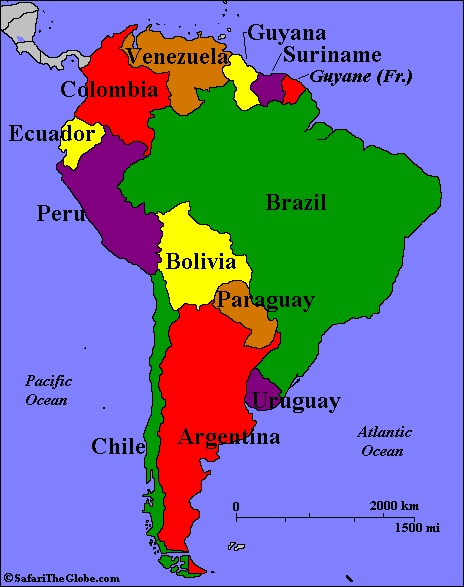 Guyana
Suriname
Venezuela
Guyane (Fr.)
Colombia
Ecuador
Brazil
Peru
Bolivia
Paraguay
Pacific
Ocean
Uruguay
Chile
Argentina
Atlantic
Ocean
0
2000 km
1500 mi
©SafariTheGlobe.com